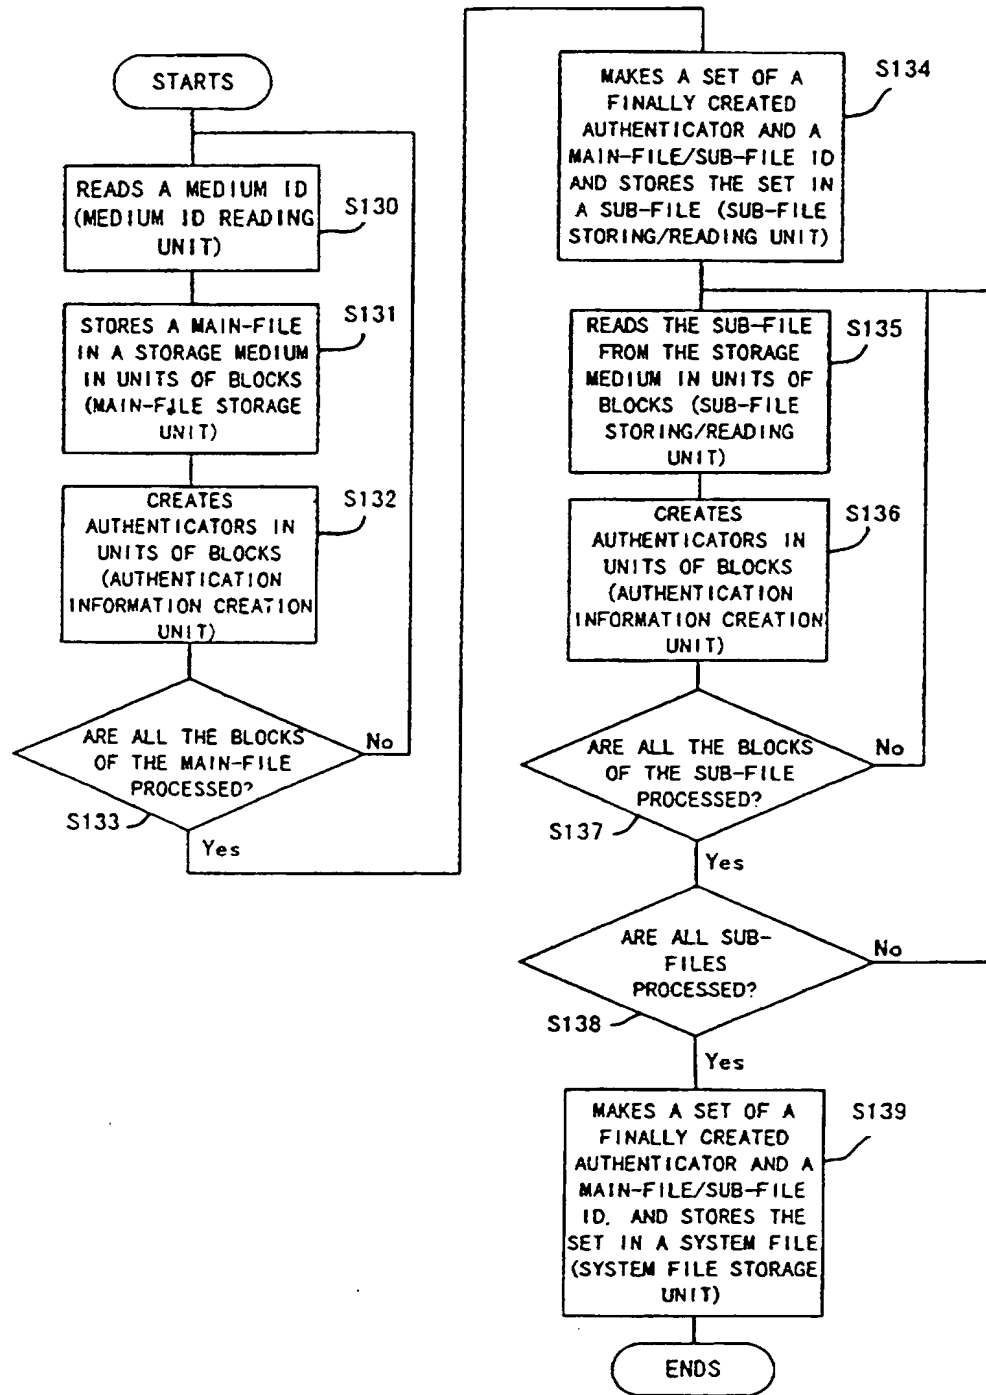 STARTS
READS A MEDIUM ID
(MEDIUM ID READING
UNIT)
S130
STORES A MAIN-FILE
IN A STORAGE MEDIUM
IN UNITS OF BLOCKS
(MAIN-FILE STORAGE
UNIT)
S131
CREATES
AUTHENTICATORS IN
UNITS OF BLOCKS
(AUTHENTICATION
INFORMATION CREATION
UNIT)
S132
ARE ALL THE BLOCKS
OF THE MAIN-FILE
PROCESSED?
No
S133
Yes
MAKES A SET OF A
FINALLY CREATED
AUTHENTICATOR AND A
MAIN-FILE/SUB-FILE ID
AND STORES THE SET IN
A SUB-FILE (SUB-FILE
STORING/READING UNIT)
S134
READS THE SUB-FILE
FROM THE STORAGE
MEDIUM IN UNITS OF
BLOCKS (SUB-FILE
STORING/READING
UNIT)
S135
CREATES
AUTHENTICATORS IN
UNITS OF BLOCKS
(AUTHENTICATION
INFORMATION CREATION
UNIT)
S136
ARE ALL THE BLOCKS
OF THE SUB-FILE
PROCESSED?
No
S137
Yes
ARE ALL SUB-
FILES
PROCESSED?
No
S138
Yes
MAKES A SET OF A
FINALLY CREATED
AUTHENTICATOR AND A
MAIN-FILE/SUB-FILE
ID. AND STORES THE
SET IN A SYSTEM FILE
(SYSTEM FILE STORAGE
UNIT)
S139
ENDS